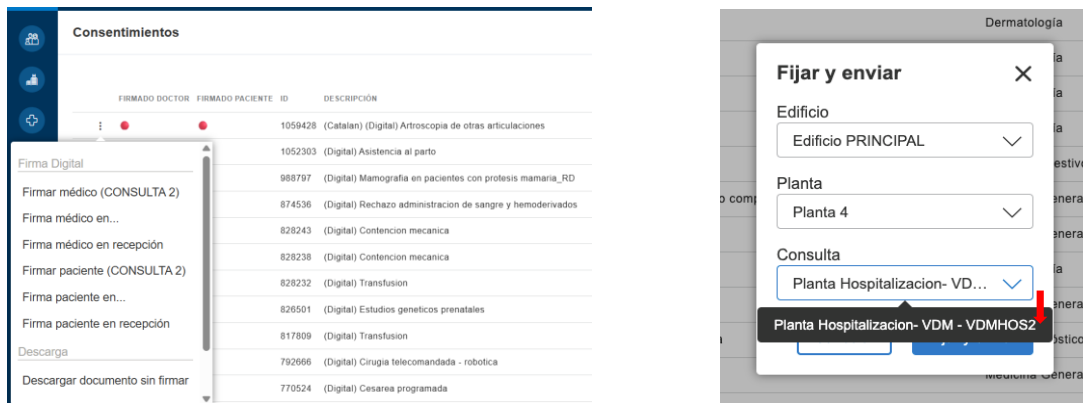 Consentimientos
FIRMADO DOCTOR FIRMADO PACIENTE ID DESCRIPCIÓN
1059428 (Catalan) (Digital) Artroscopia de otras articulaciones
1052303 (Digital) Asistencia al parto
988797 (Digital) Mamografia en pacientes con protesis mamaria_RD
874536 (Digital) Rechazo administracion de sangre y hemoderivados
828243 (Digital) Contencion mecanica
828238 (Digital) Contencion mecanica
828232 (Digital) Transfusion
826501 (Digital) Estudios geneticos prenatales
817809 (Digital) Transfusion
792666 (Digital) Cirugia telecomandada - robotica
770524 (Digital) Cesarea programada
Firma Digital
Firmar médico (CONSULTA 2)
Firma médico en...
Firma médico en recepción
Firmar paciente (CONSULTA 2)
Firma paciente en...
Firma paciente en recepción
Descarga
Descargar documento sin firmar
Dermatología
Fijar y enviar
Edificio
Edificio PRINCIPAL
Planta
Planta 4
Consulta
Planta Hospitalizacion- VD...
Planta Hospitalizacion- VDM - VDMHOS2